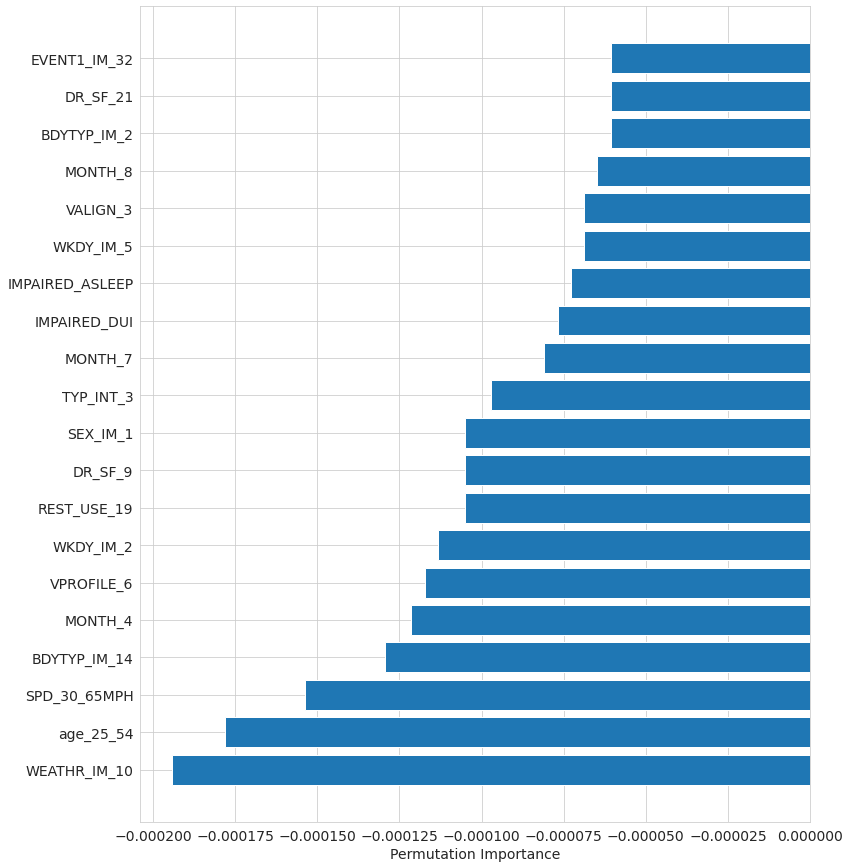 EVENT1_IM_32
DR_SF_21
BDYTYP_IM_2
MONTH_8
VALIGN_3
WKDY_IM_5
IMPAIRED_ASLEEP
IMPAIRED_DUI
MONTH_7
TYP_INT_3
SEX_IM_1
DR_SF_9
REST_USE_19
WKDY_IM_2
VPROFILE_6
MONTH_4
BDYTYP_IM_14
SPD_30_65MPH
age_25_54
WEATHR_IM_10
−0.000200 −0.000175 −0.000150 −0.000125 −0.000100 −0.000075 −0.000050 −0.000025 0.000000
Permutation Importance